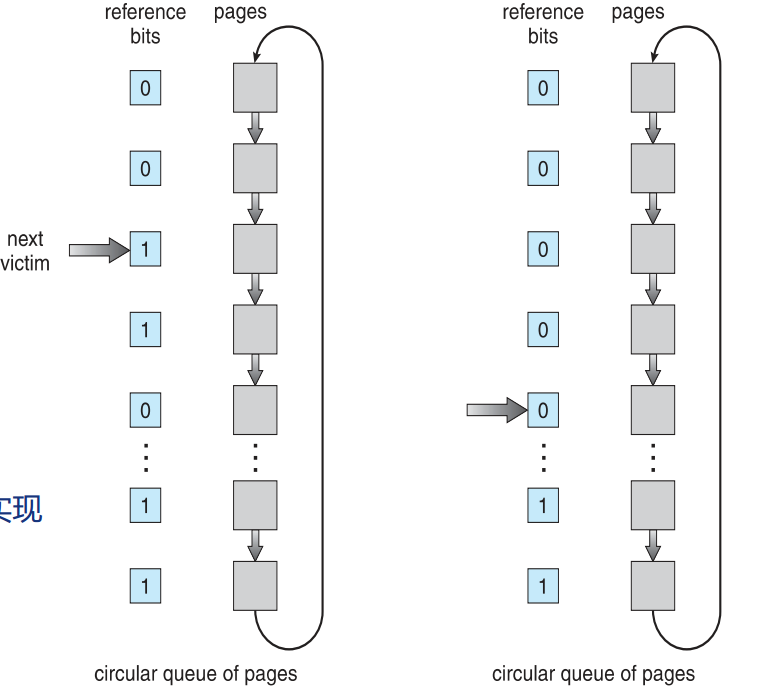 reference bits
pages
0
0
next victim
1
1
0
1
1
circular queue of pages
实现
reference bits
pages
0
0
0
0
0
1
1
circular queue of pages